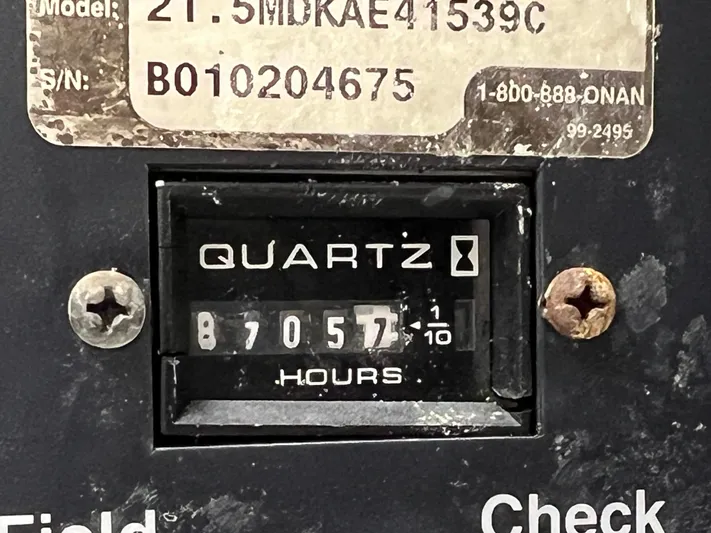 Model: 21.5MDKAE41539C
S/N: B010204675
1-800-888-ONAN
99-2495
QUARTZ
8 7 0 5 7 1/10
HOURS
Field Check